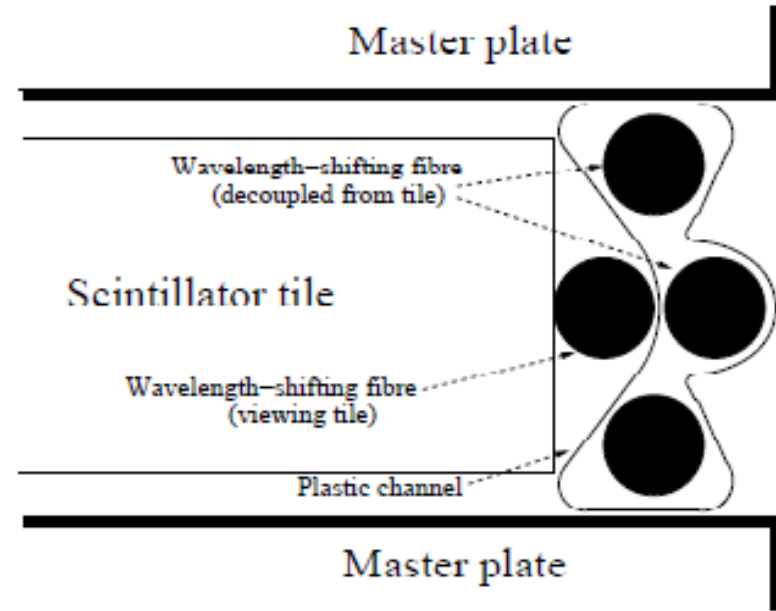 Master plate
Wavelength–shifting fibre
(decoupled from tile)
Scintillator tile
Wavelength–shifting fibre
(viewing tile)
Plastic channel
Master plate